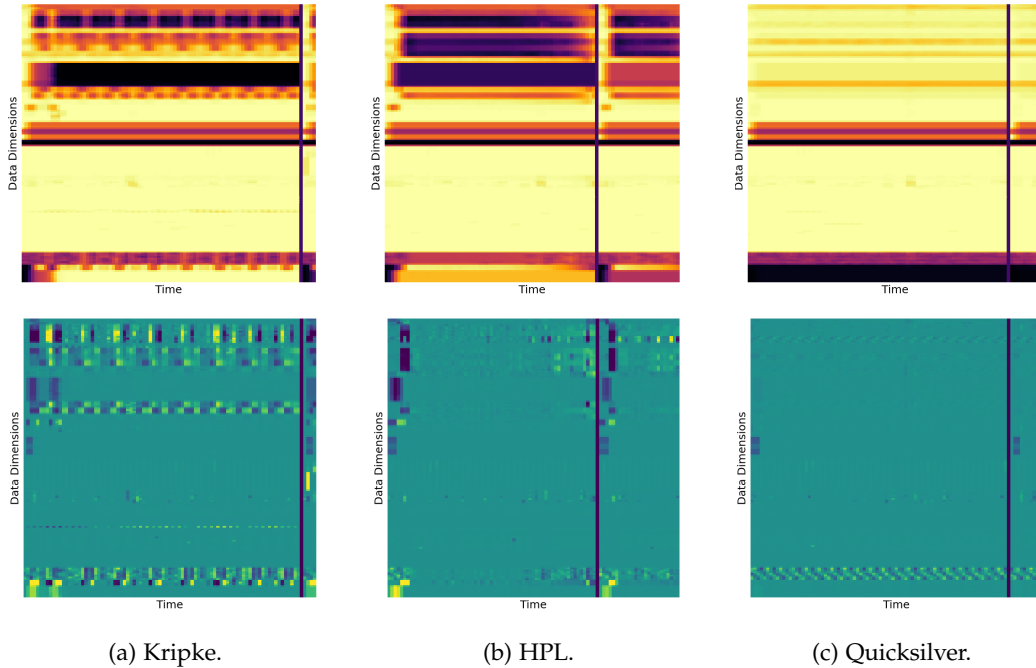 Data Dimensions
Time
Data Dimensions
Time
Data Dimensions
Time
Data Dimensions
Time
Data Dimensions
Time
Data Dimensions
Time
(a) Kripke.
(b) HPL.
(c) Quicksilver.